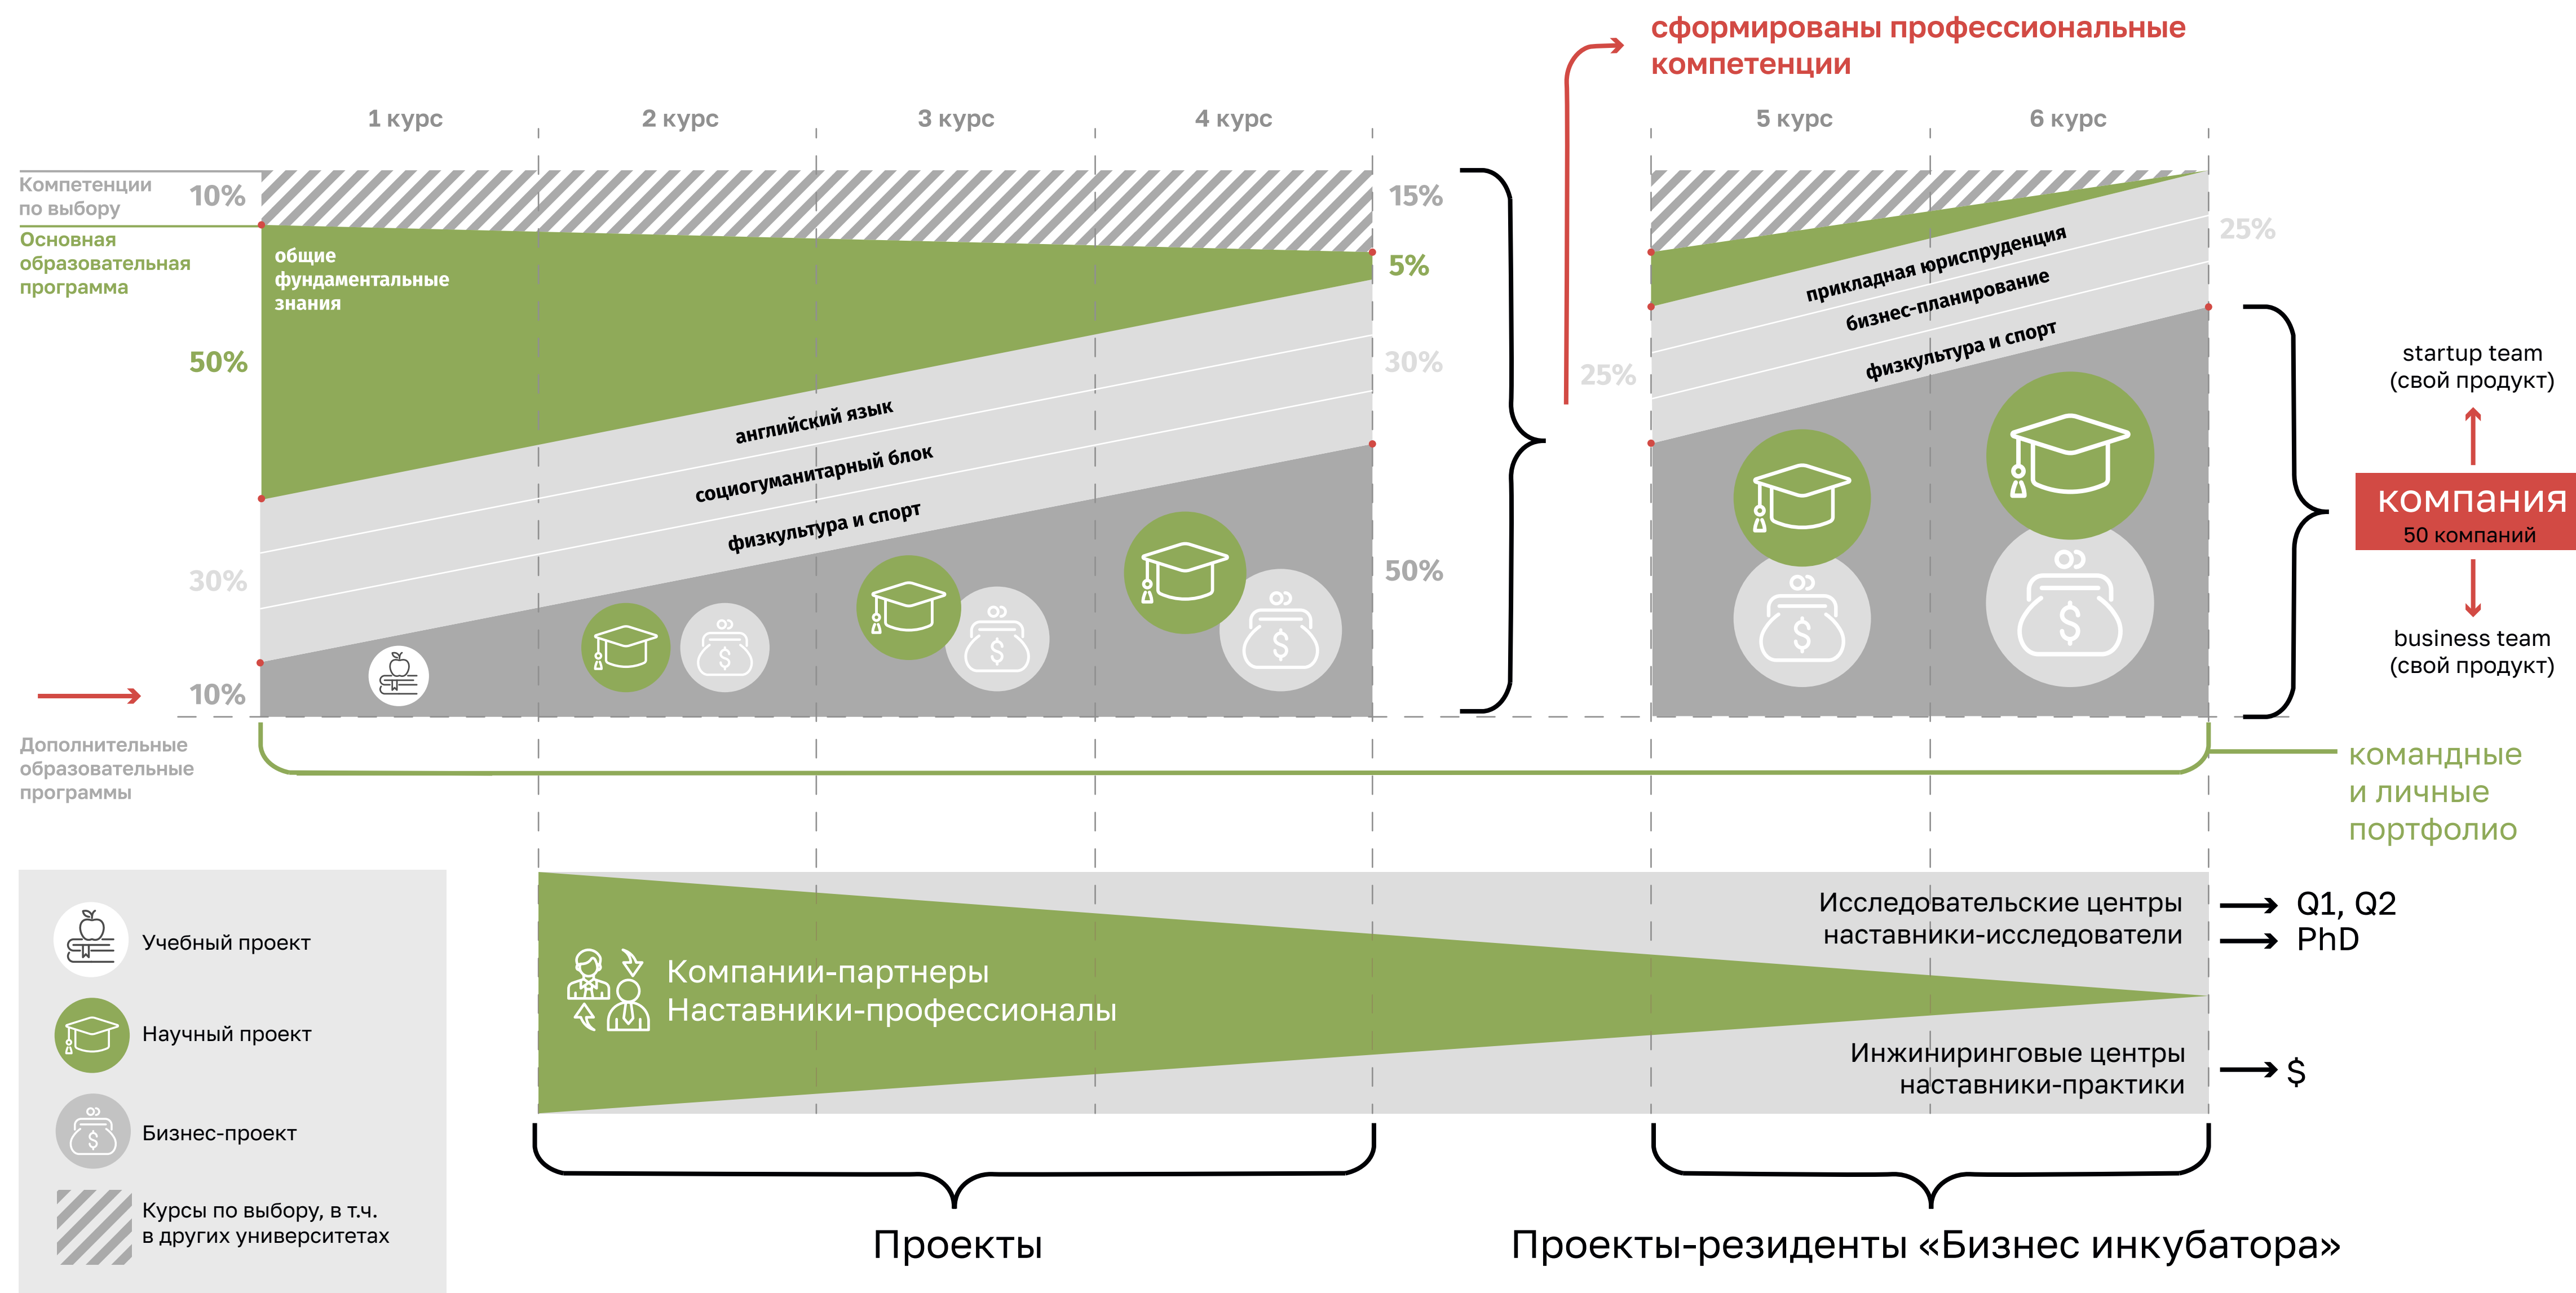 сформированы профессиональные
компетенции
1 курс
2 курс
3 курс
4 курс
5 курс
6 курс
Компетенции
по выбору
10%
Основная
образовательная
программа
50%
30%
10%
Дополнительные
образовательные
программы
общие
фундаментальные
знания
английский язык
социогуманитарный блок
физкультура и спорт
15%
5%
30%
50%
25%
прикладная юриспруденция
бизнес-планирование
физкультура и спорт
25%
startup team
(свой продукт)
компания
50 компаний
business team
(свой продукт)
командные
и личные
портфолио
$
$
$
$
$
Учебный проект
Научный проект
$
Бизнес-проект
Курсы по выбору, в т.ч.
в других университетах
Компании-партнеры
Наставники-профессионалы
Исследовательские центры
наставники-исследователи
Q1, Q2
PhD
Инжиниринговые центры
наставники-практики
$
Проекты
Проекты-резиденты «Бизнес инкубатора»